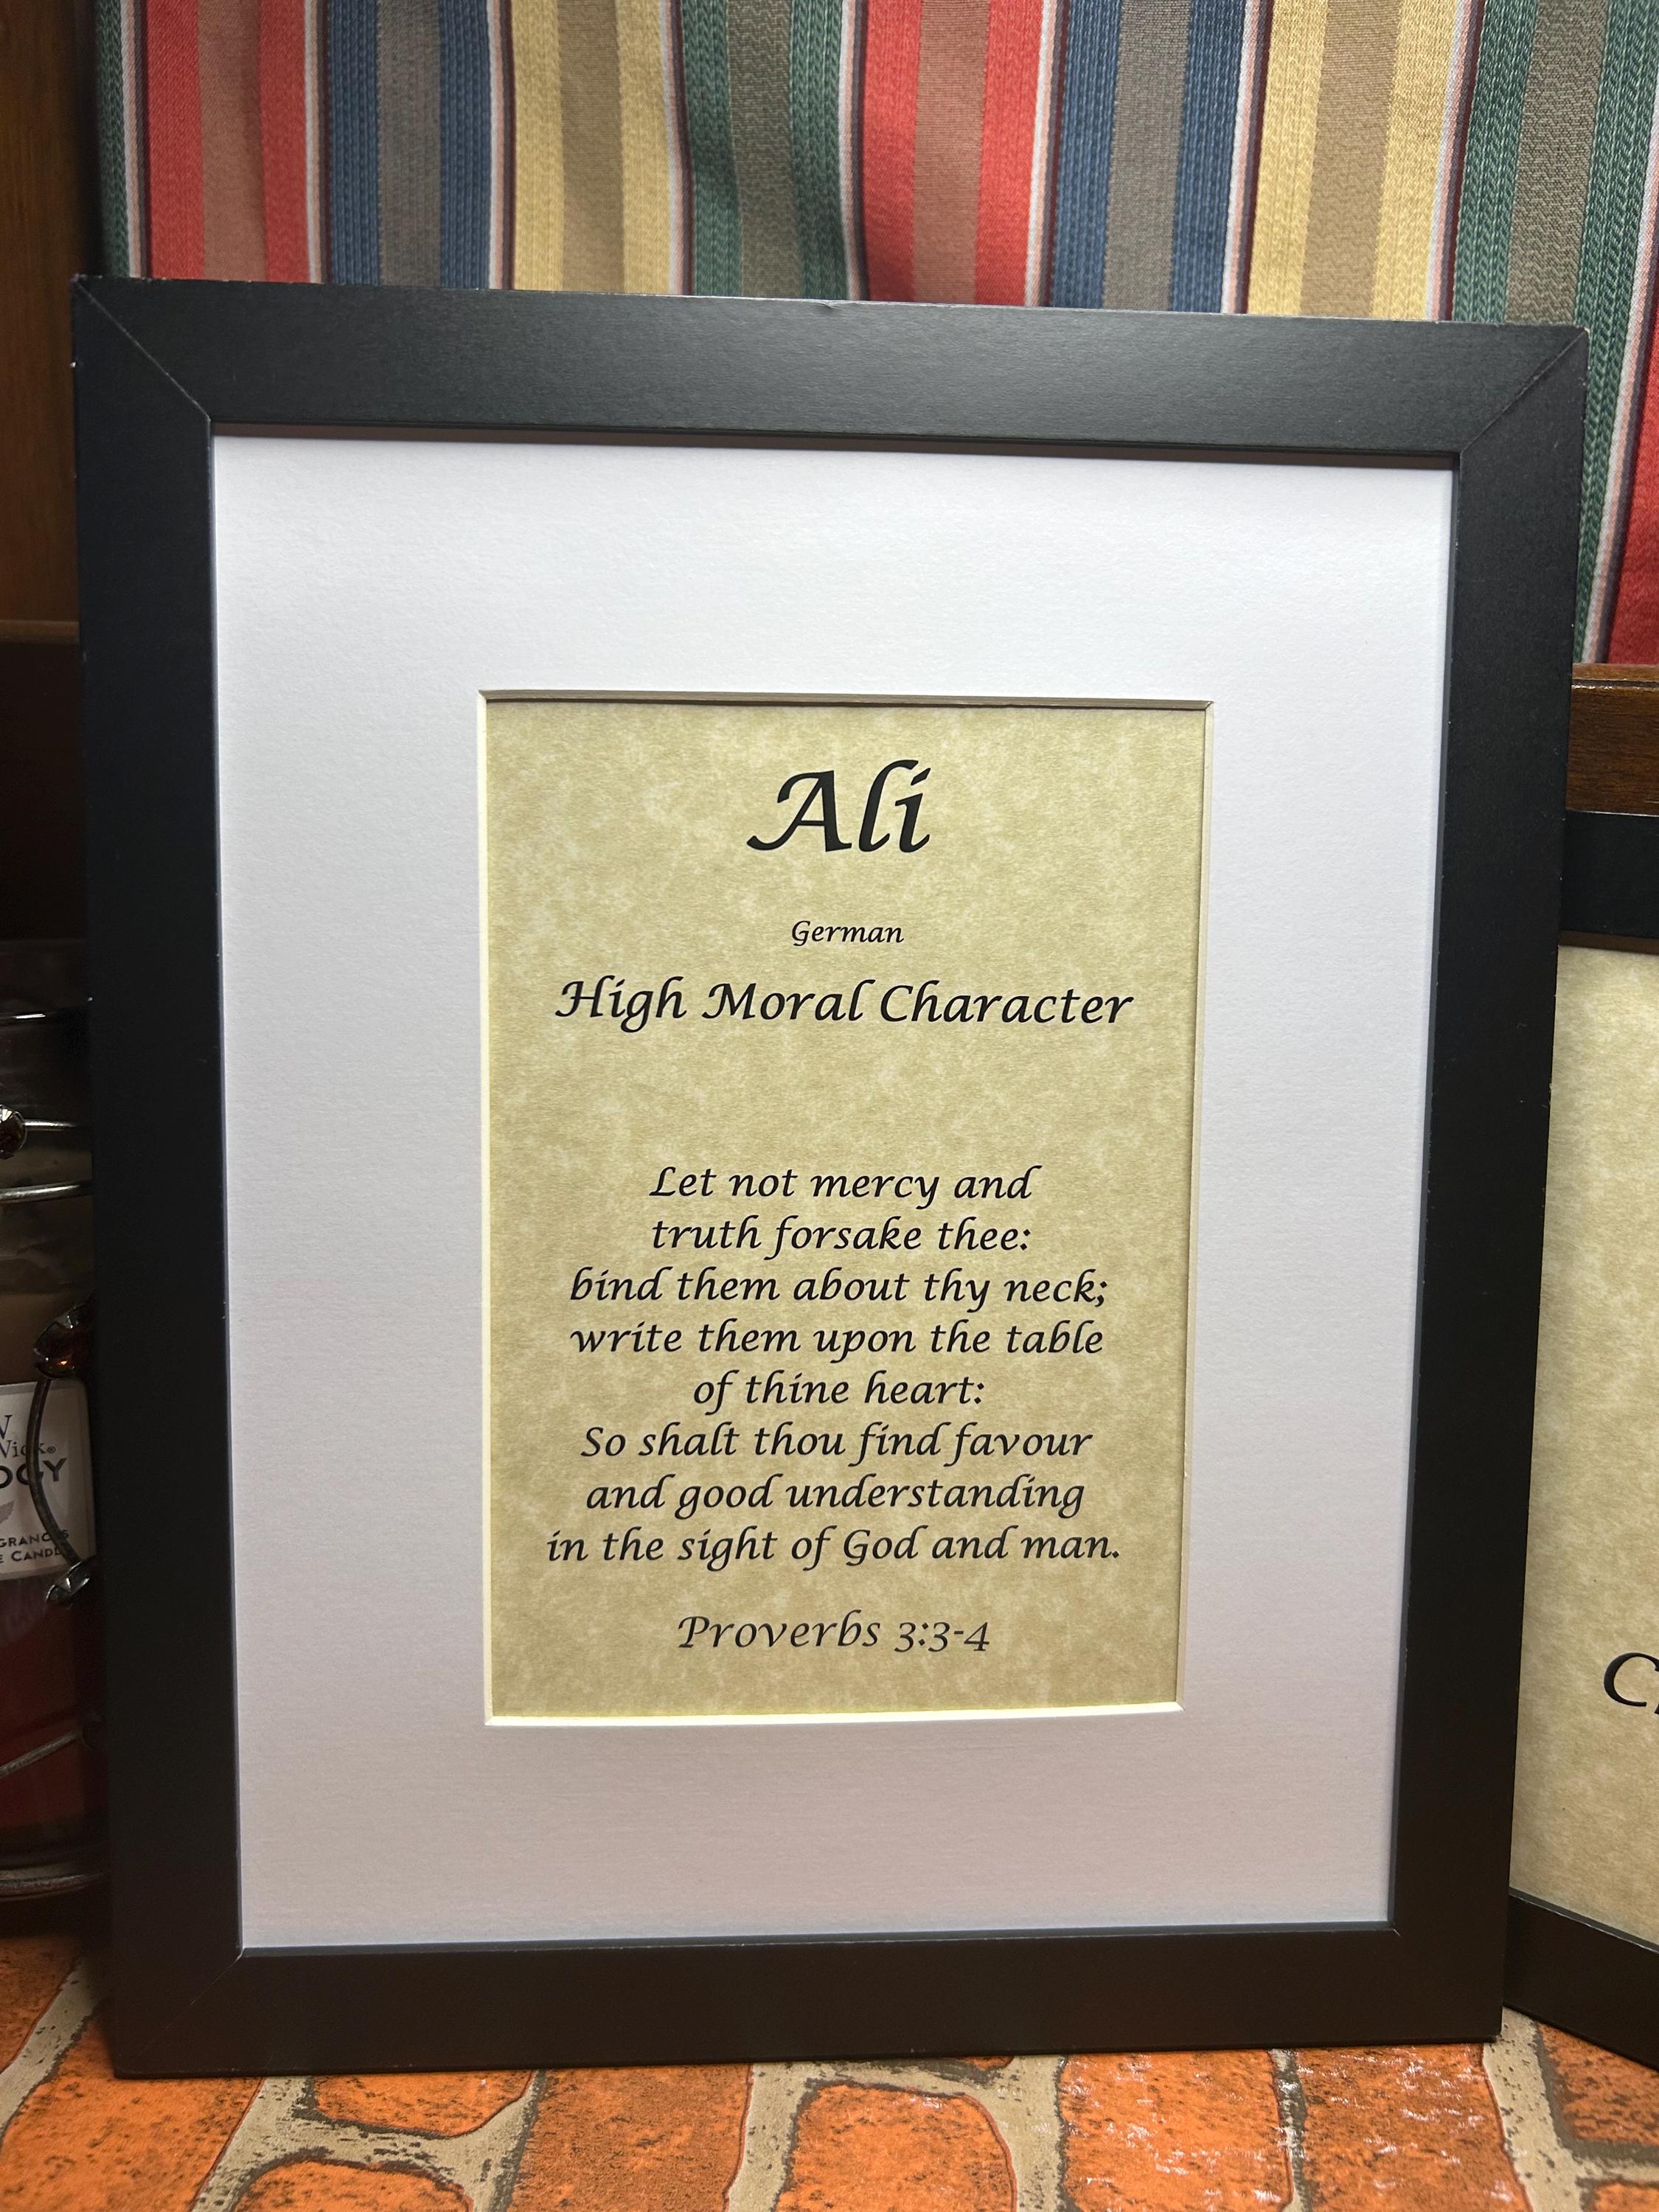 Ali
German
High Moral Character
Let not mercy and
truth forsake thee:
bind them about thy neck;
write them upon the table
of thine heart:
So shalt thou find favour
and good understanding
in the sight of God and man.
Proverbs 3:3-4